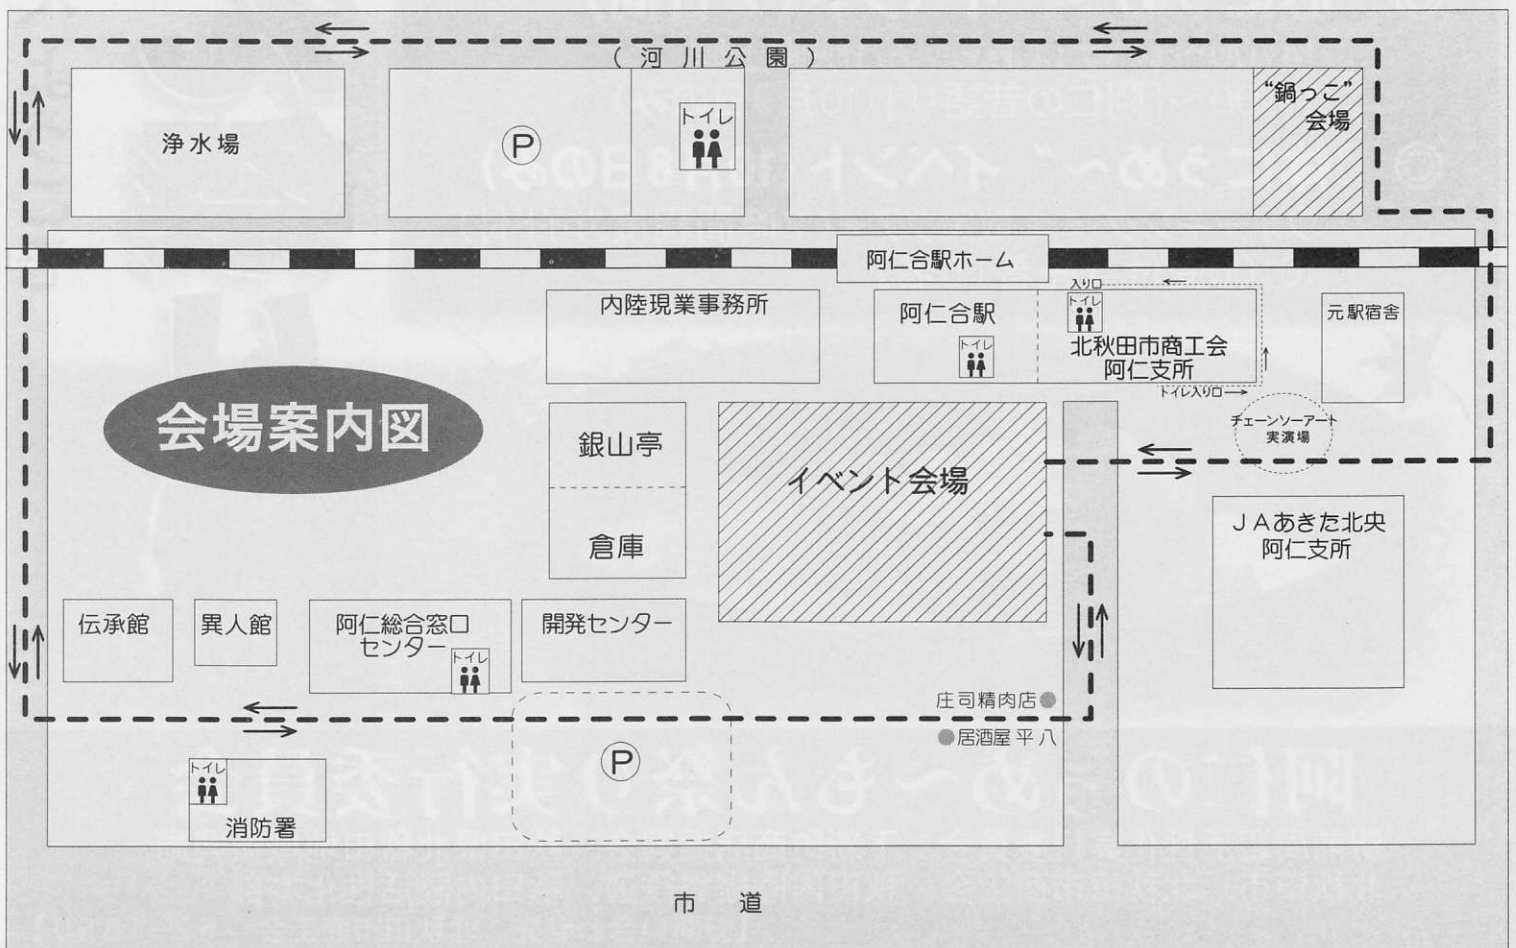 （河川公園）
浄水場
P
トイレ
“鍋っこ”
会場
阿仁合駅ホーム
内陸現業事務所
阿仁合駅
トイレ
入り口
トイレ
北秋田市商工会
阿仁支所
トイレ入り口
元駅宿舎
チェーンソーアート
実演場
会場案内図
銀山亭
倉庫
イベント会場
JAあきた北央
阿仁支所
伝承館
異人館
阿仁総合窓口
センター
トイレ
開発センター
庄司精肉店
居酒屋平八
P
トイレ
消防署
市道